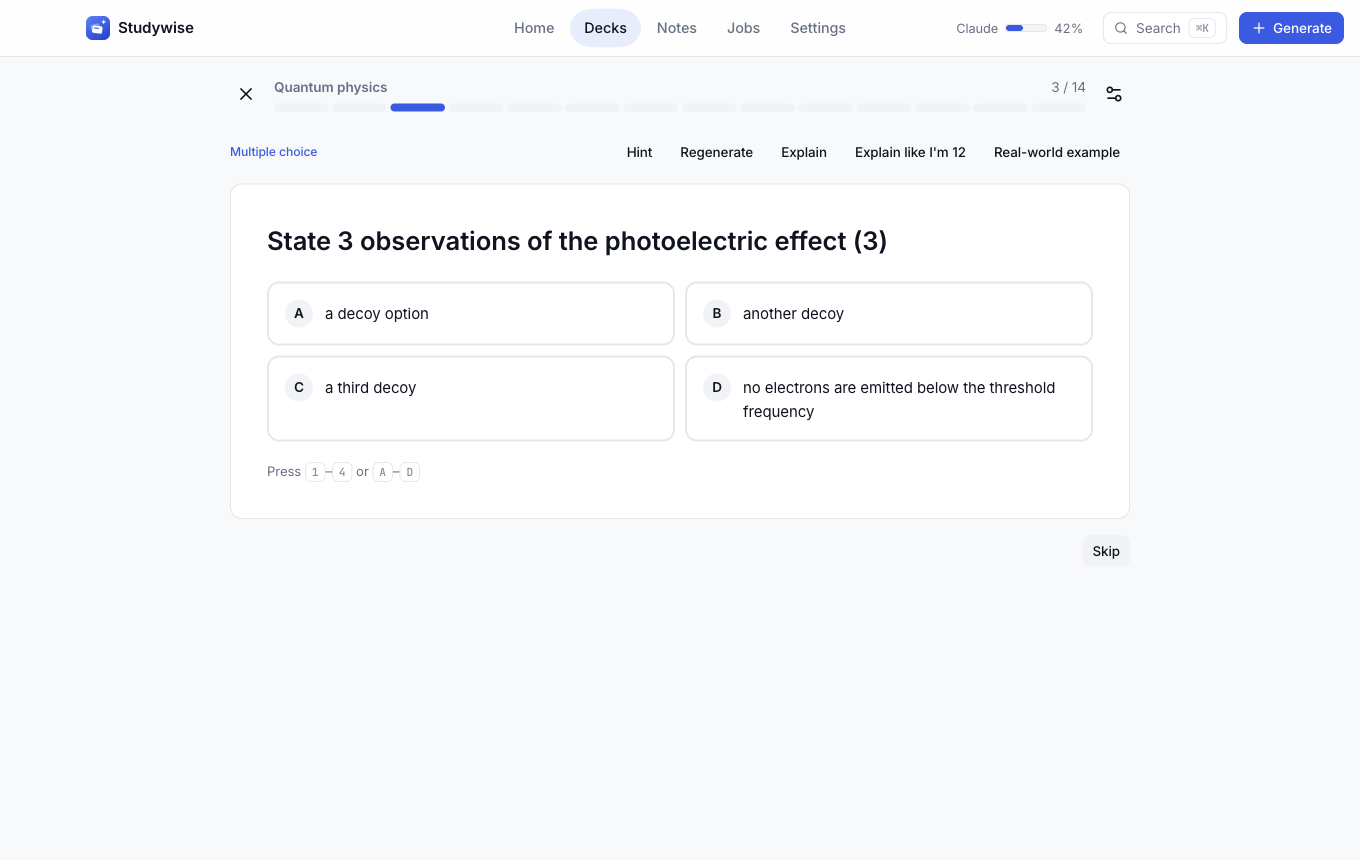 Studywise
Home Decks Notes Jobs Settings
Claude 42%
Search ⌘K
Generate
Quantum physics
3 / 14
Multiple choice
Hint Regenerate Explain Explain like I'm 12 Real-world example
State 3 observations of the photoelectric effect (3)
A a decoy option
B another decoy
C a third decoy
D no electrons are emitted below the threshold
frequency
Press 1–4 or A–D
Skip